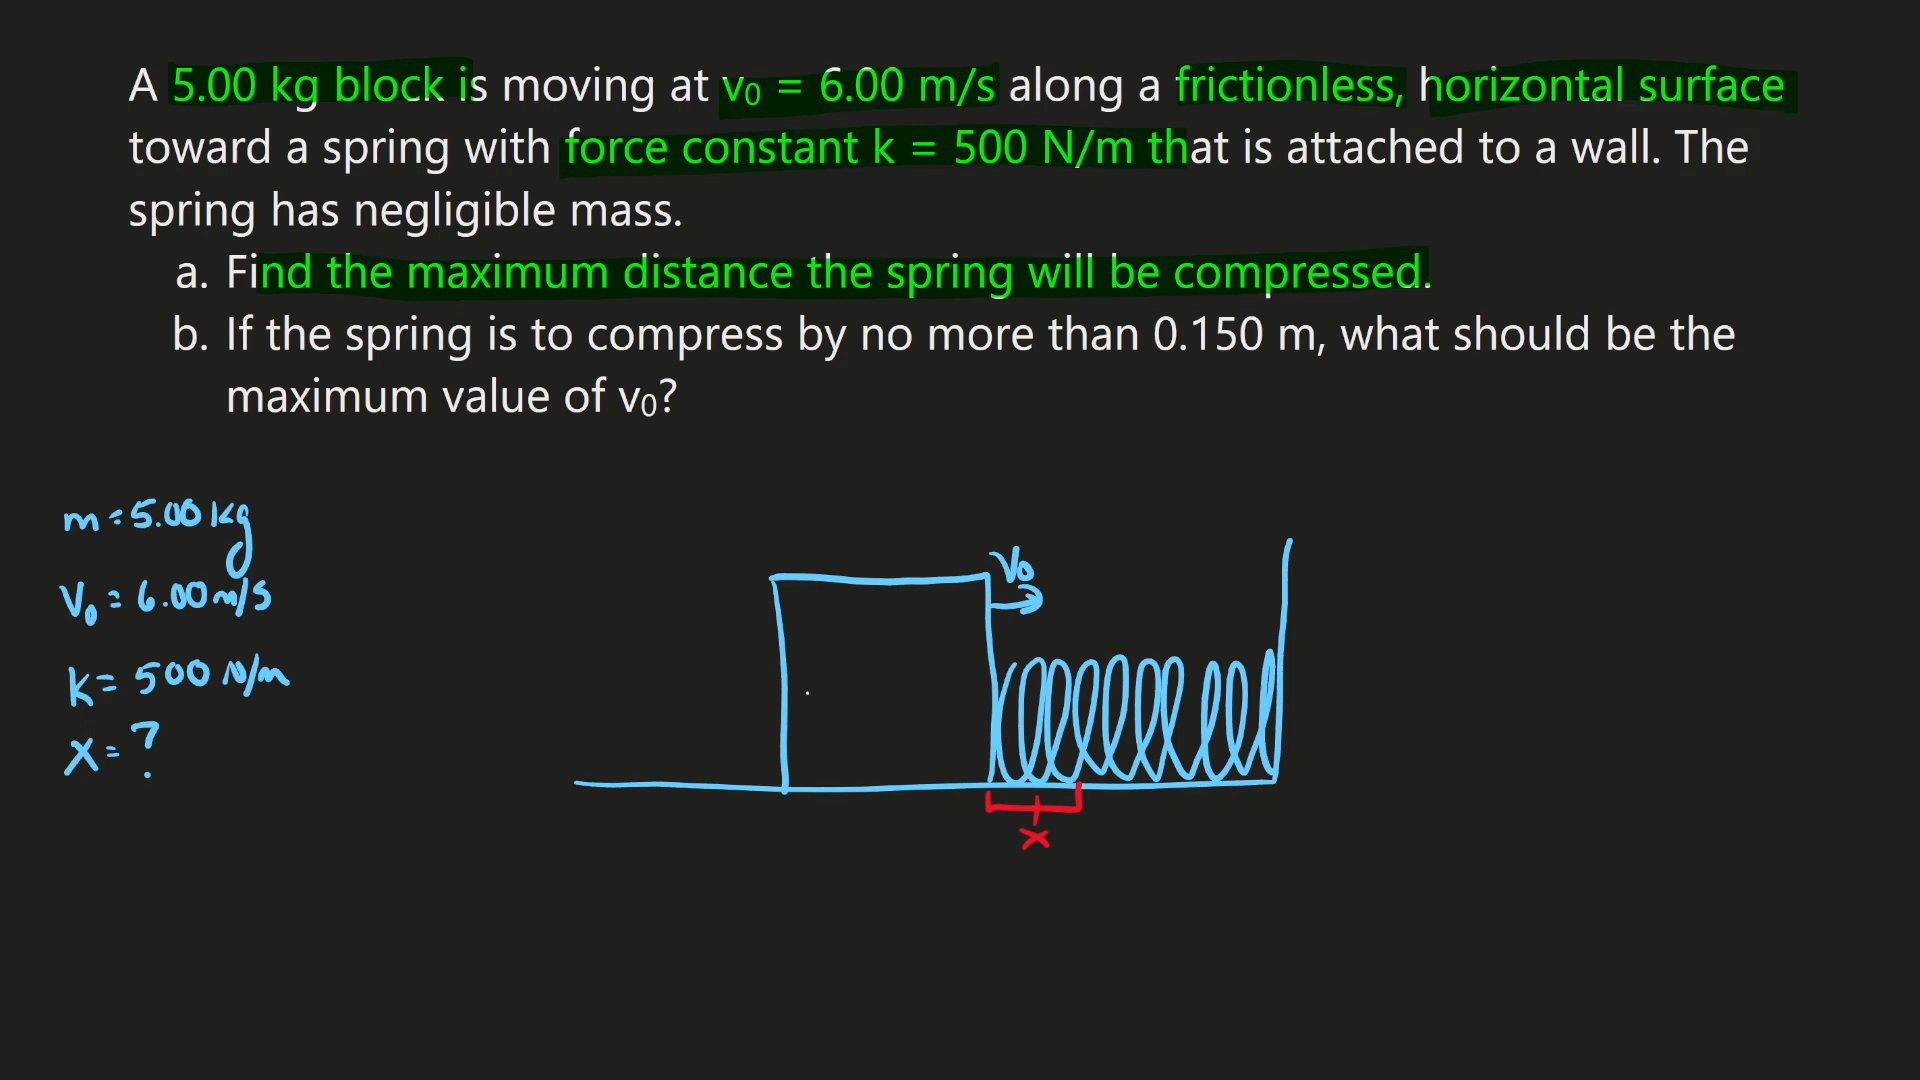 A 5.00 kg block is moving at v₀ = 6.00 m/s along a frictionless, horizontal surface
toward a spring with force constant k = 500 N/m that is attached to a wall. The
spring has negligible mass.
a. Find the maximum distance the spring will be compressed.
b. If the spring is to compress by no more than 0.150 m, what should be the
maximum value of v₀?
m = 5.00 kg
V₀ = 6.00 m/s
k = 500 N/m
x = ?
V₀
x